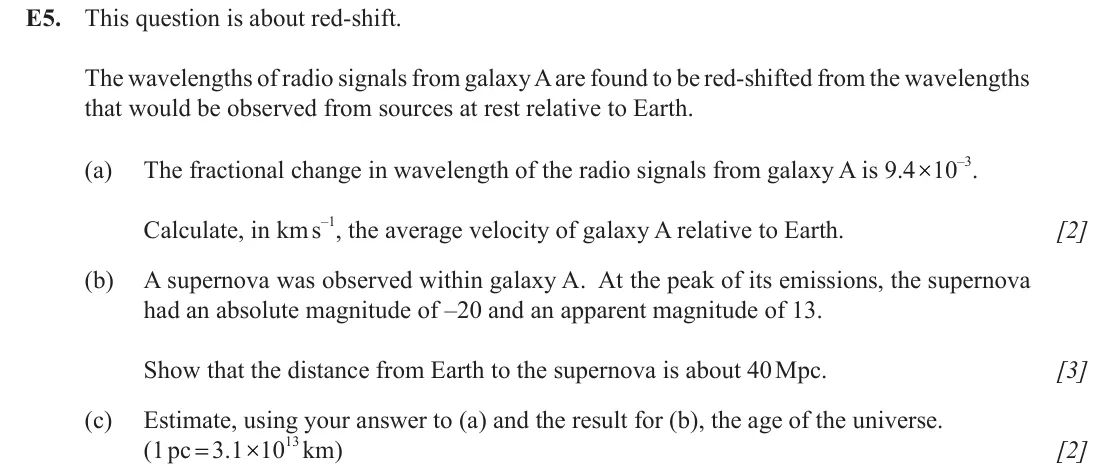 E5. This question is about red-shift.
The wavelengths of radio signals from galaxy A are found to be red-shifted from the wavelengths
that would be observed from sources at rest relative to Earth.
(a) The fractional change in wavelength of the radio signals from galaxy A is 9.4×10⁻³.
Calculate, in km s⁻¹, the average velocity of galaxy A relative to Earth. [2]
(b) A supernova was observed within galaxy A. At the peak of its emissions, the supernova
had an absolute magnitude of –20 and an apparent magnitude of 13.
Show that the distance from Earth to the supernova is about 40 Mpc. [3]
(c) Estimate, using your answer to (a) and the result for (b), the age of the universe.
(1 pc = 3.1×10¹³ km) [2]